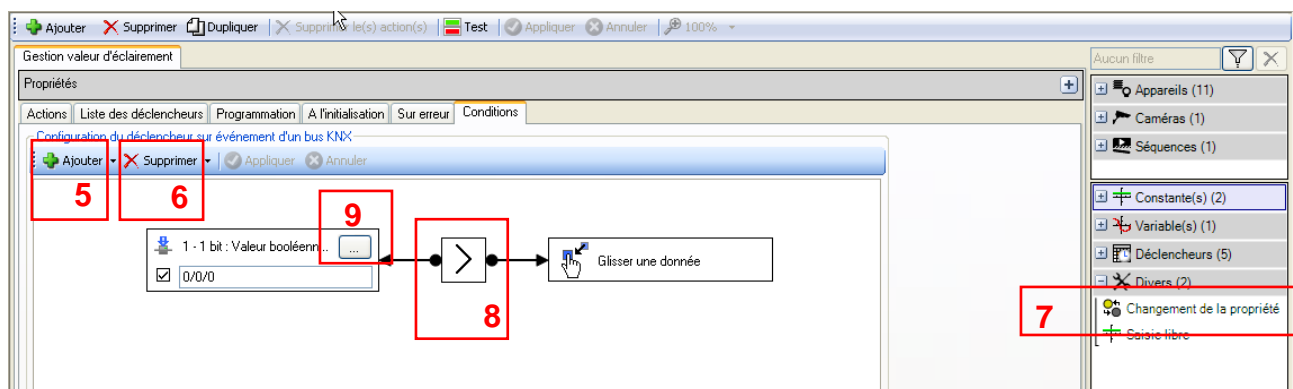 Ajouter Supprimer Dupliquer Supprimer le(s) action(s) Test Appliquer Annuler 100%
Gestion valeur d'éclairement
Aucun filtre
Propriétés
Appareils (11)
Actions Liste des déclencheurs Programmation A l'initialisation Sur erreur Conditions
Caméras (1)
Configuration du déclencheur sur événement d'un bus KNX
Séquences (1)
Ajouter Supprimer Appliquer Annuler
5 6
Constante(s) (2)
9
Variable(s) (1)
1 - 1 bit : Valeur booléenn... ...
Déclencheurs (5)
Glisser une donnée
0/0/0
Divers (2)
8
7
Changement de la propriété
Saisie libre